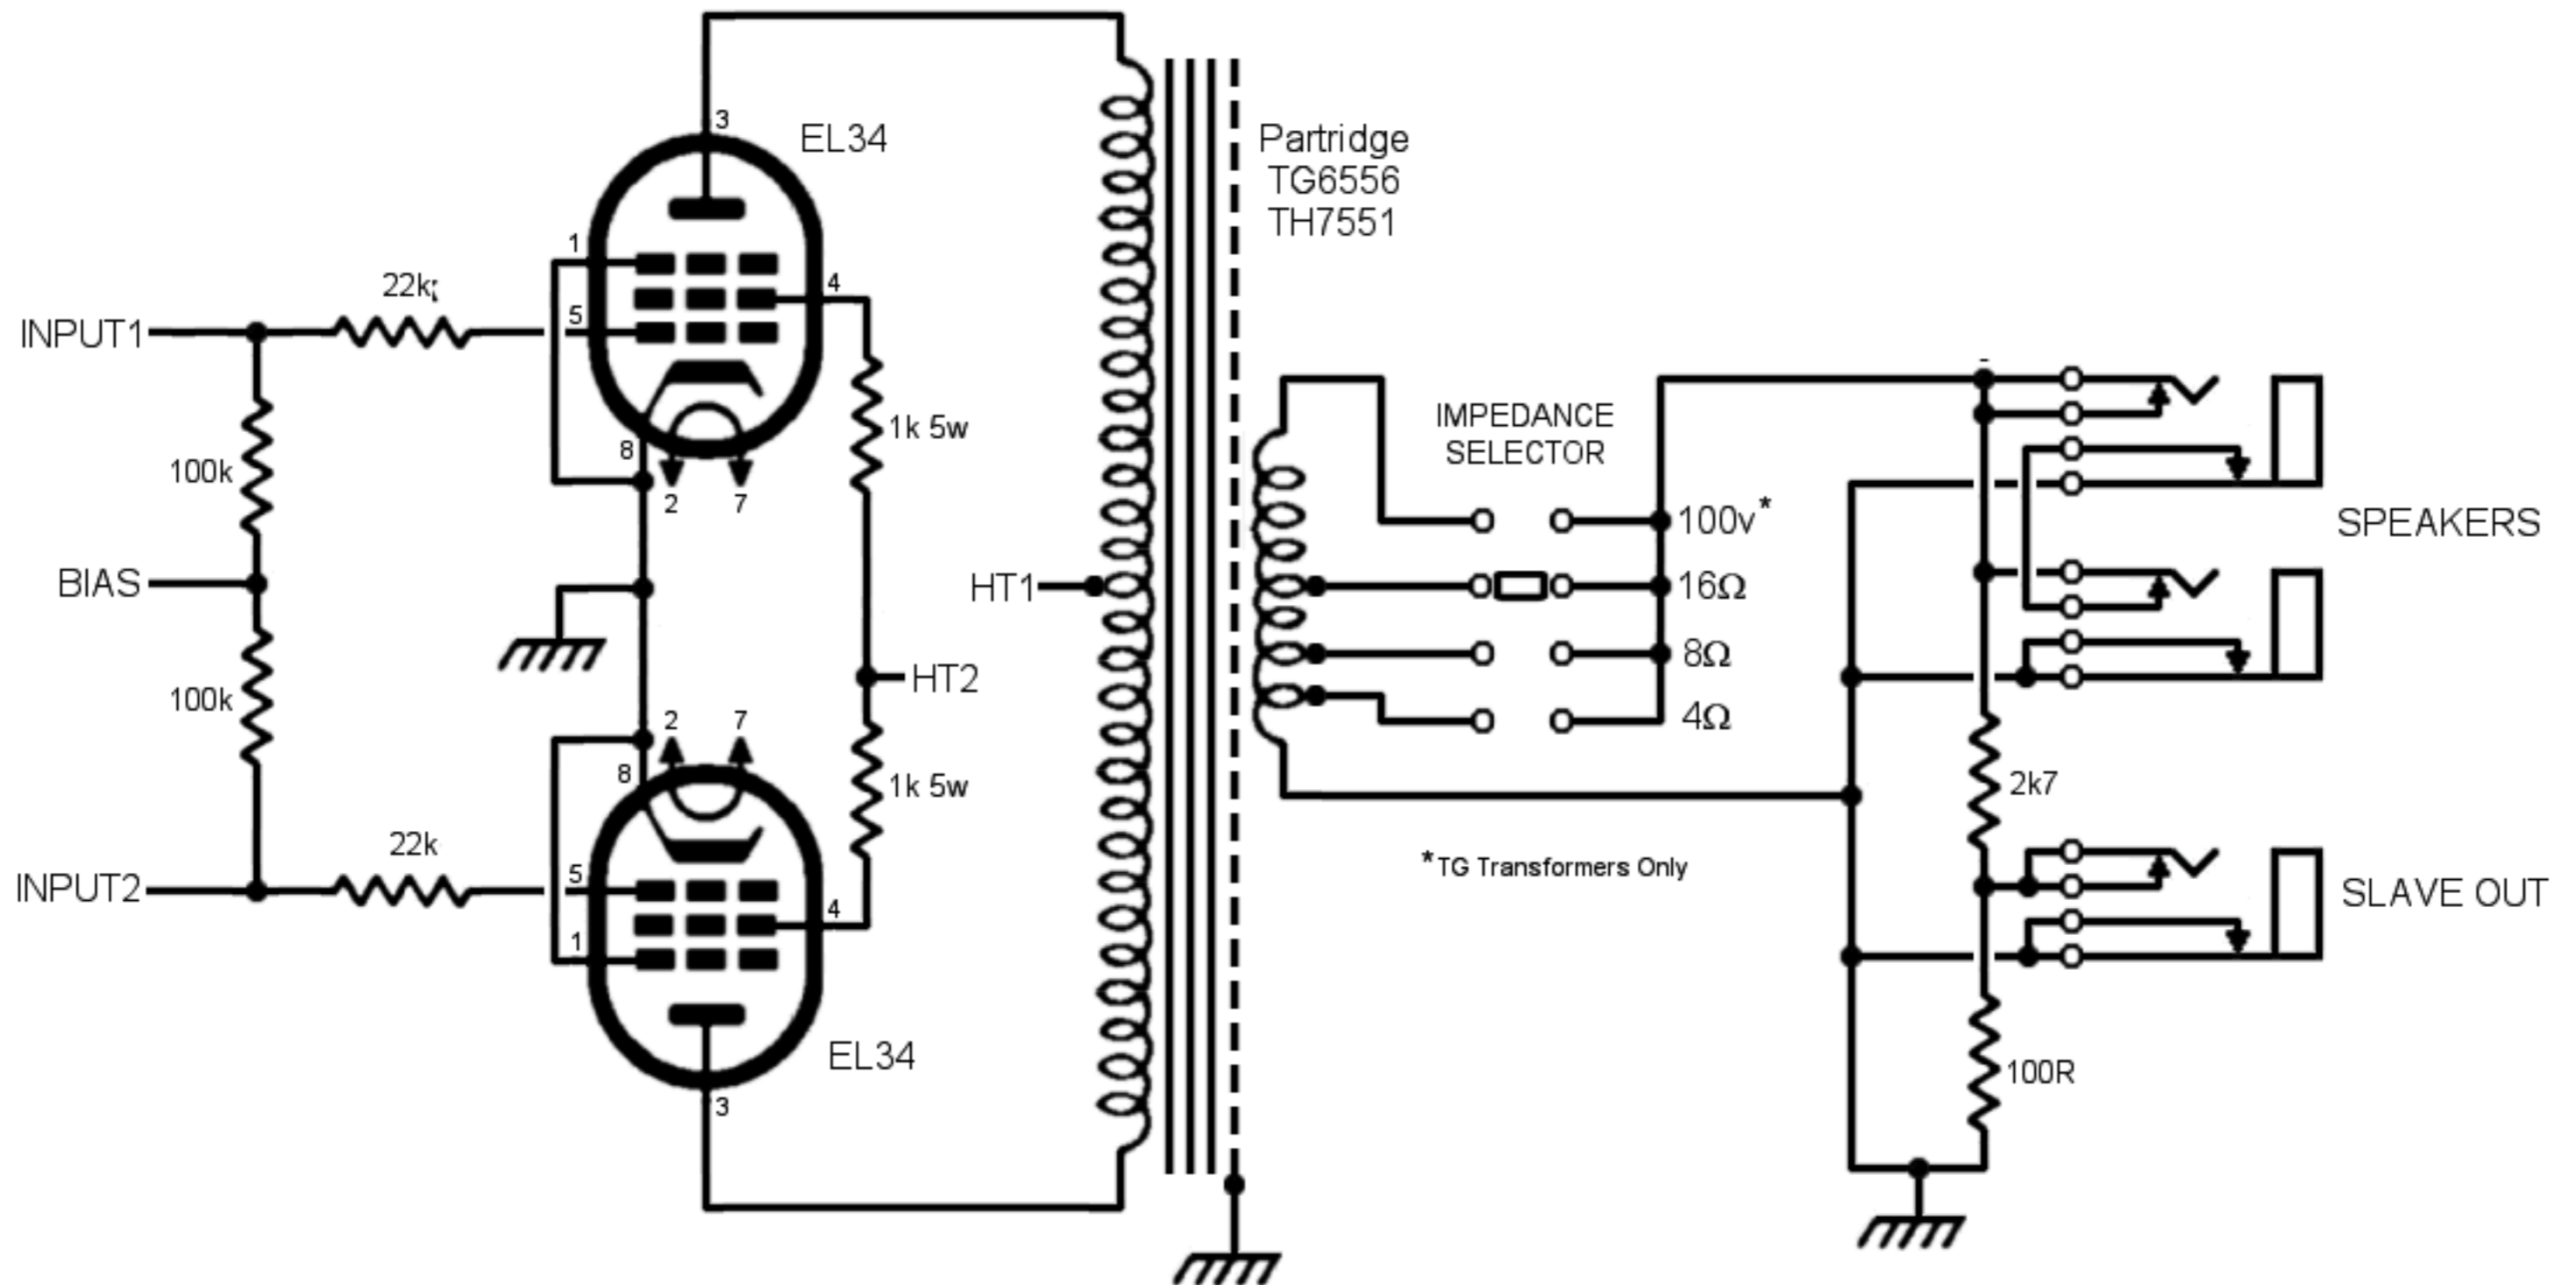 3
EL34
Partridge
TG6556
TH7551
1
4
22k
INPUT1
5
1k 5w
IMPEDANCE
SELECTOR
8
100k
2
7
100v*
SPEAKERS
BIAS
HT1
16Ω
8Ω
HT2
100k
2
7
4Ω
8
1k 5w
2k7
22k
*TG Transformers Only
5
INPUT2
4
SLAVE OUT
1
EL34
100R
3